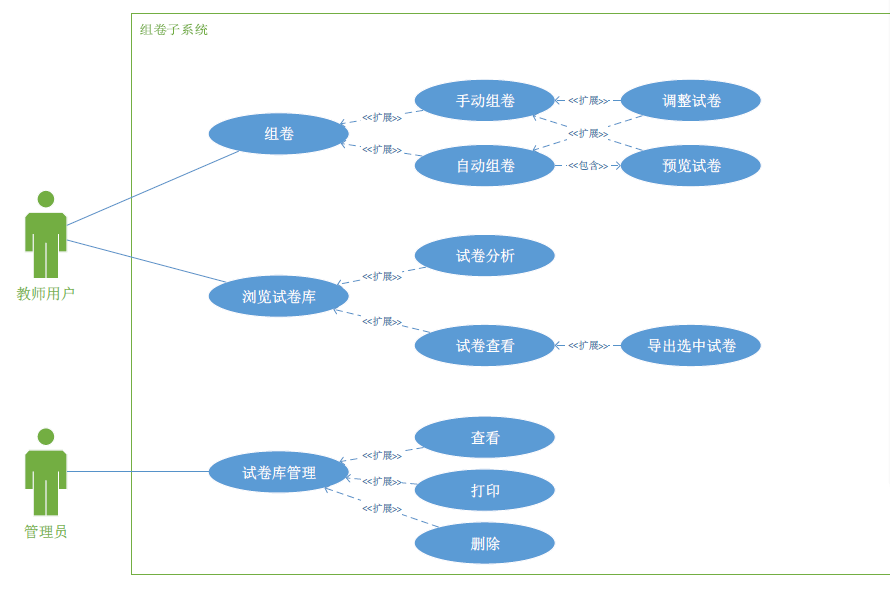 组卷子系统
手动组卷
<<扩展>>
调整试卷
<<扩展>>
组卷
<<扩展>>
<<扩展>>
自动组卷
<<包含>>
预览试卷
教师用户
试卷分析
<<扩展>>
浏览试卷库
<<扩展>>
试卷查看
<<扩展>>
导出选中试卷
查看
<<扩展>>
试卷库管理
<<扩展>>
打印
<<扩展>>
管理员
删除